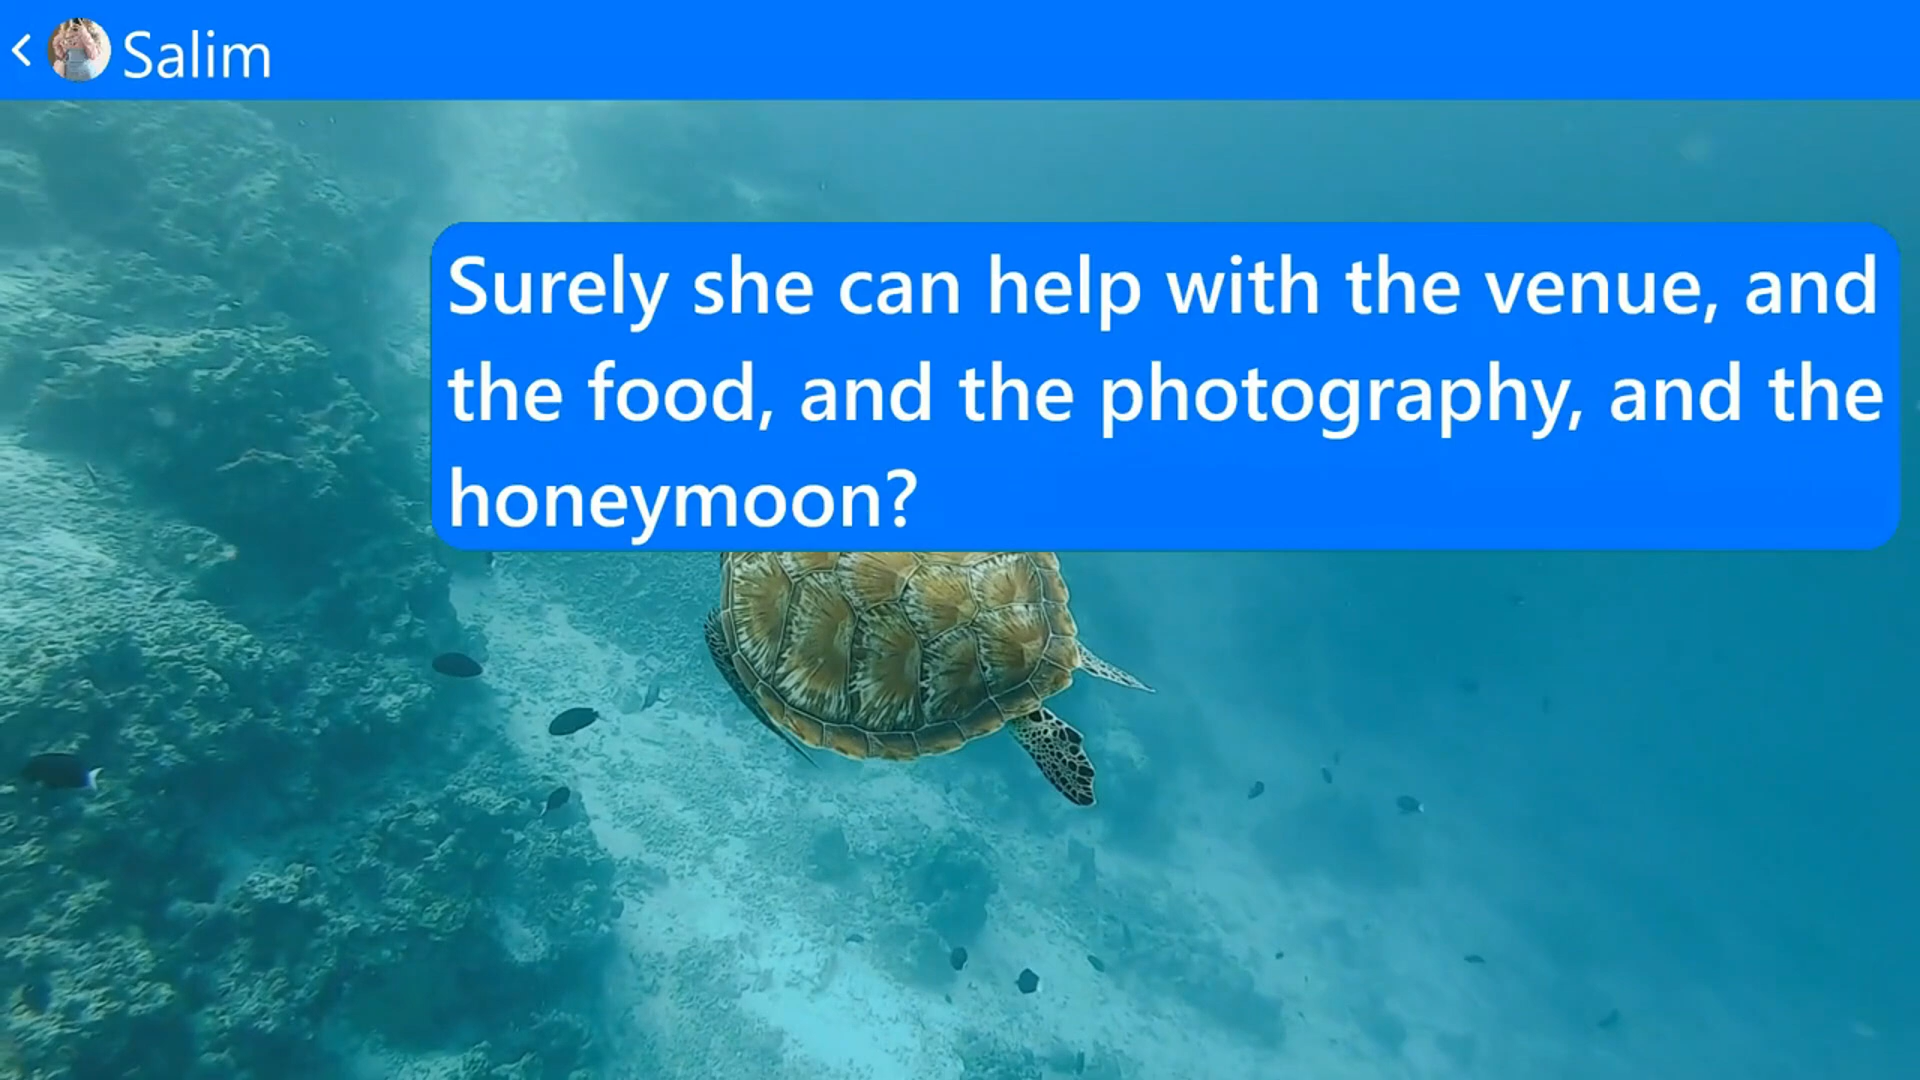 Salim
Surely she can help with the venue, and
the food, and the photography, and the
honeymoon?